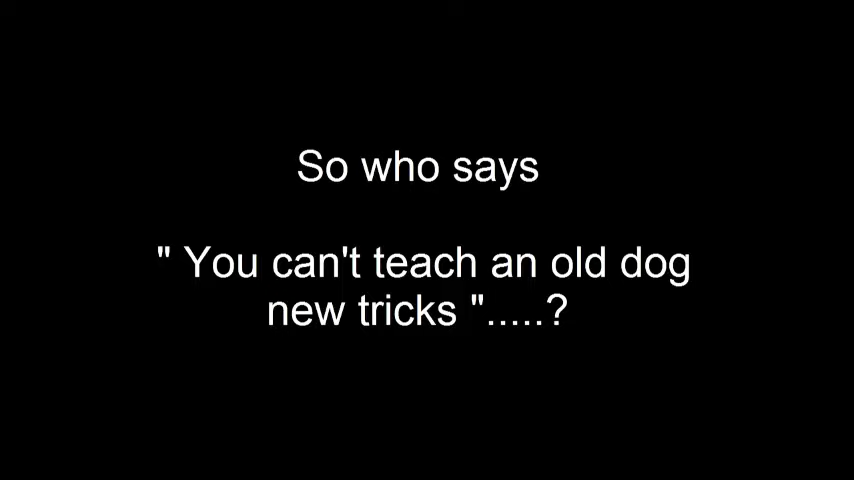 So who says
" You can't teach an old dog
new tricks ".....?